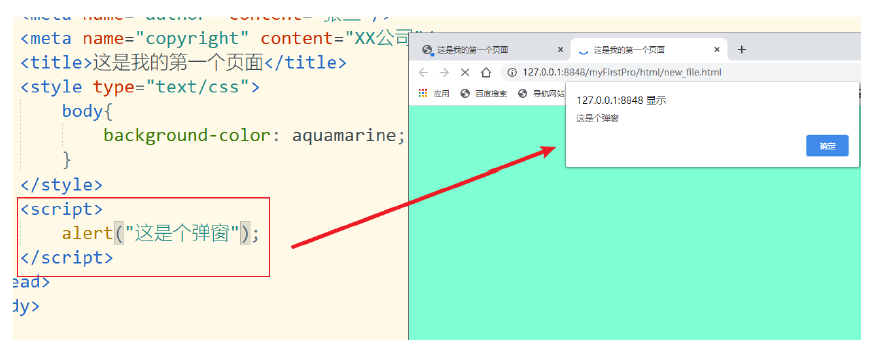 <meta name="author" content="张三"/>
<meta name="copyright" content="XX公司"/
<title>这是我的第一个页面</title>
<style type="text/css">
body{
background-color: aquamarine;
}
</style>
<script>
alert("这是个弹窗");
</script>
ead>
dy>
这是我的第一个页面
这是我的第一个页面
127.0.0.1:8848/myFirstPro/html/new_file.html
应用 百度搜索 导航网站
127.0.0.1:8848 显示
这是个弹窗
确定